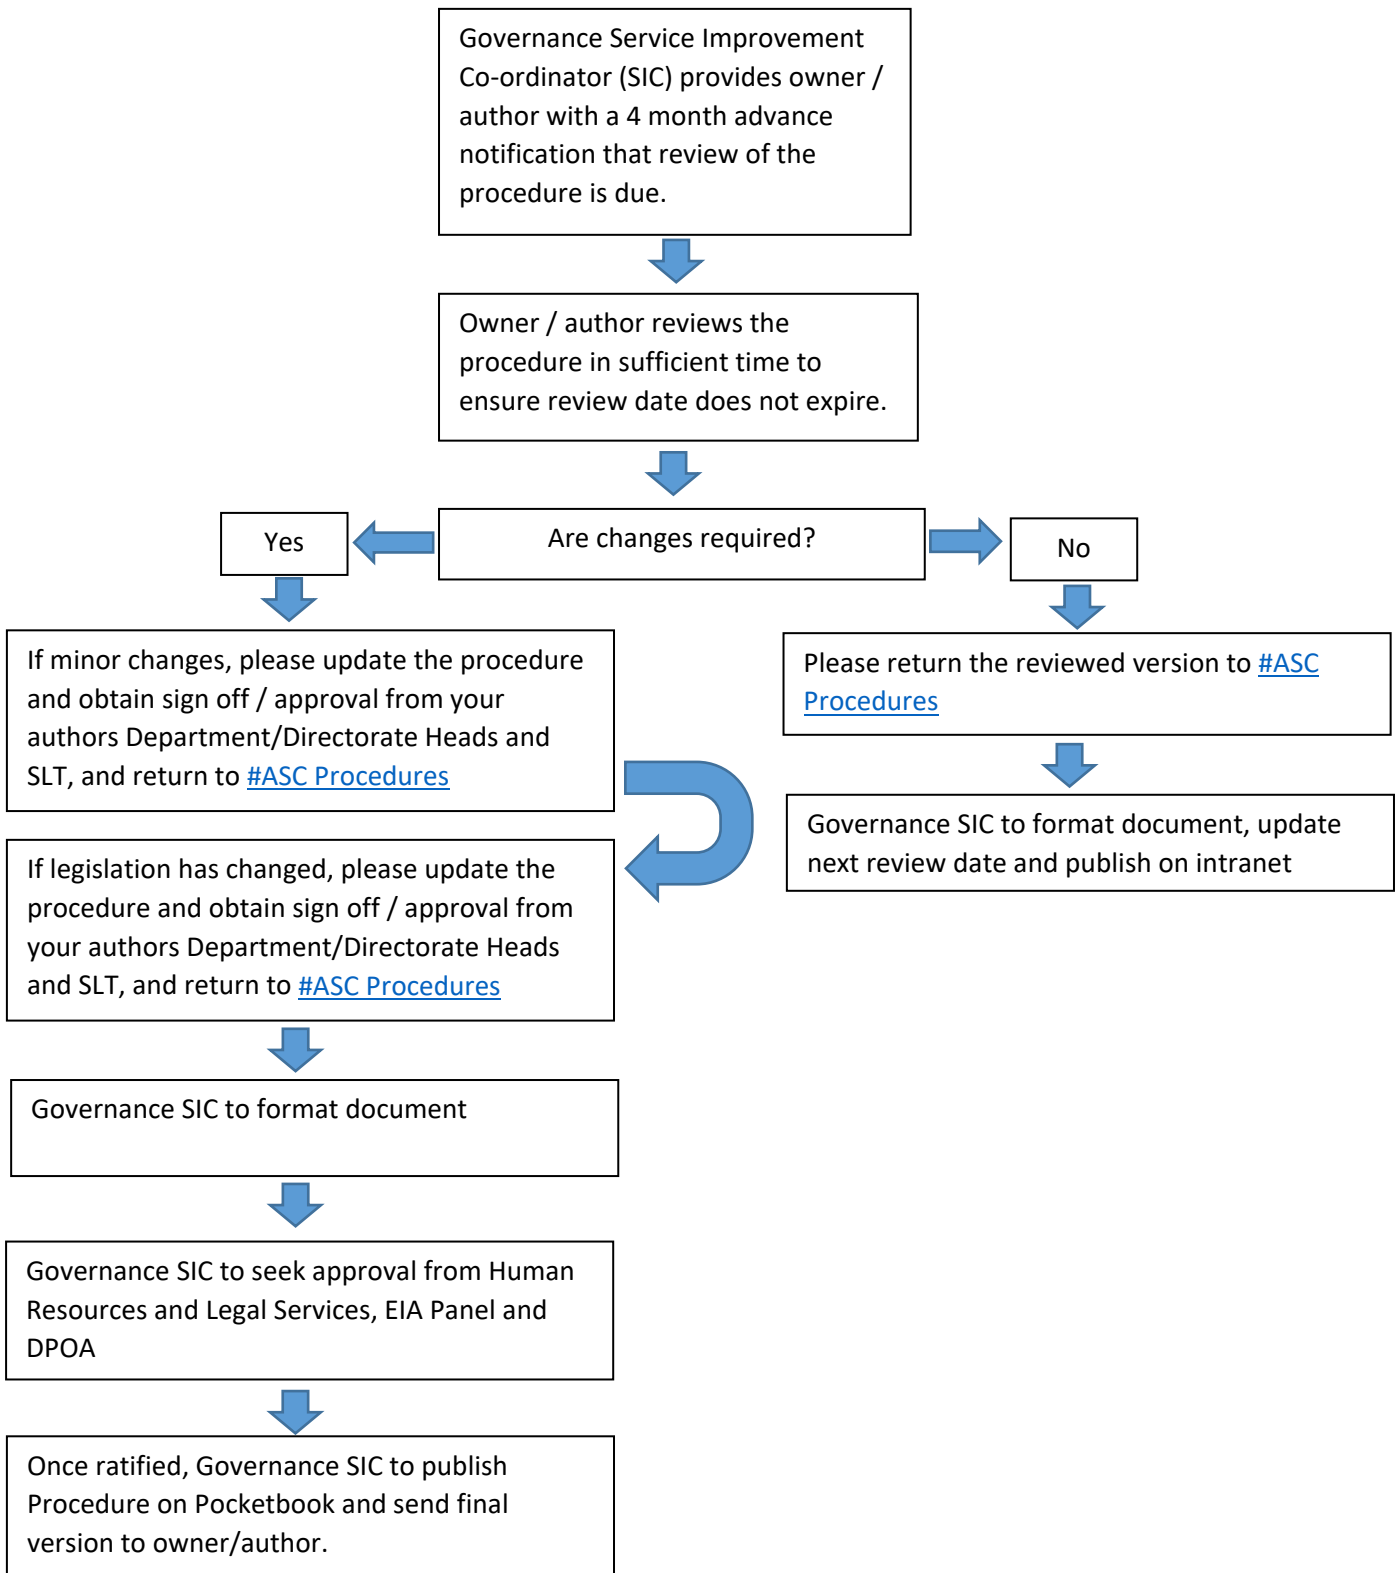 Governance Service Improvement
Co-ordinator (SIC) provides owner /
author with a 4 month advance
notification that review of the
procedure is due.
Owner / author reviews the
procedure in sufficient time to
ensure review date does not expire.
Yes
Are changes required?
No
If minor changes, please update the procedure
and obtain sign off / approval from your
authors Department/Directorate Heads and
SLT, and return to #ASC Procedures
Please return the reviewed version to #ASC
Procedures
Governance SIC to format document, update
next review date and publish on intranet
If legislation has changed, please update the
procedure and obtain sign off / approval from
your authors Department/Directorate Heads
and SLT, and return to #ASC Procedures
Governance SIC to format document
Governance SIC to seek approval from Human
Resources and Legal Services, EIA Panel and
DPOA
Once ratified, Governance SIC to publish
Procedure on Pocketbook and send final
version to owner/author.